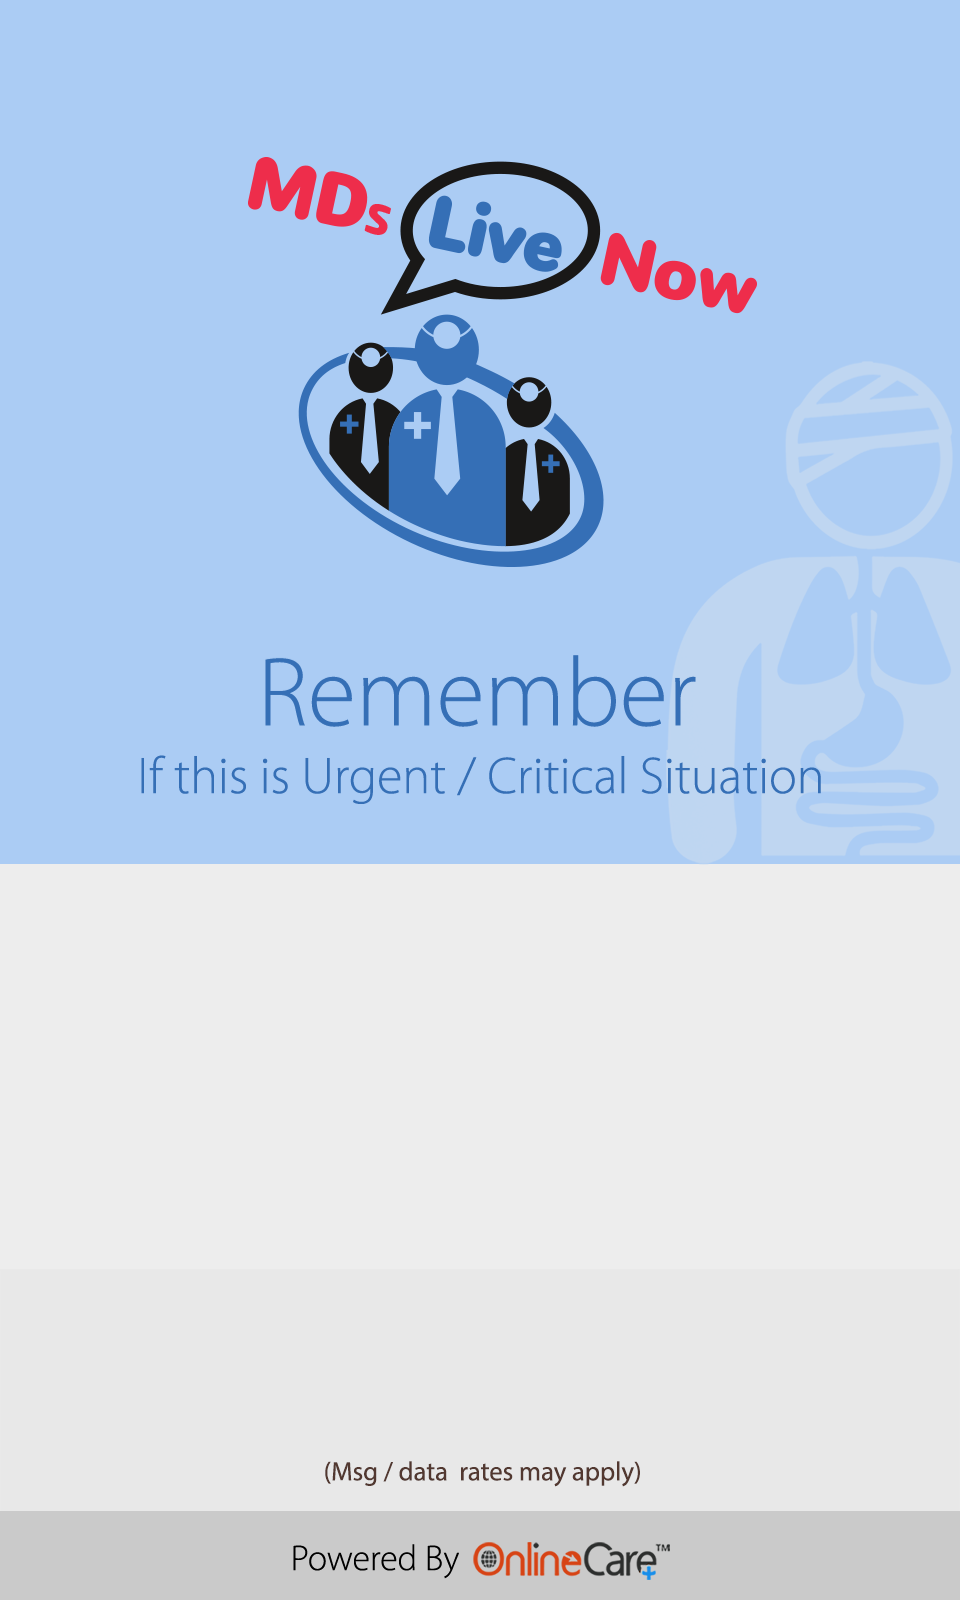 MDs Live Now
Remember
If this is Urgent / Critical Situation
(Msg / data  rates may apply)
Powered By OnlineCare™